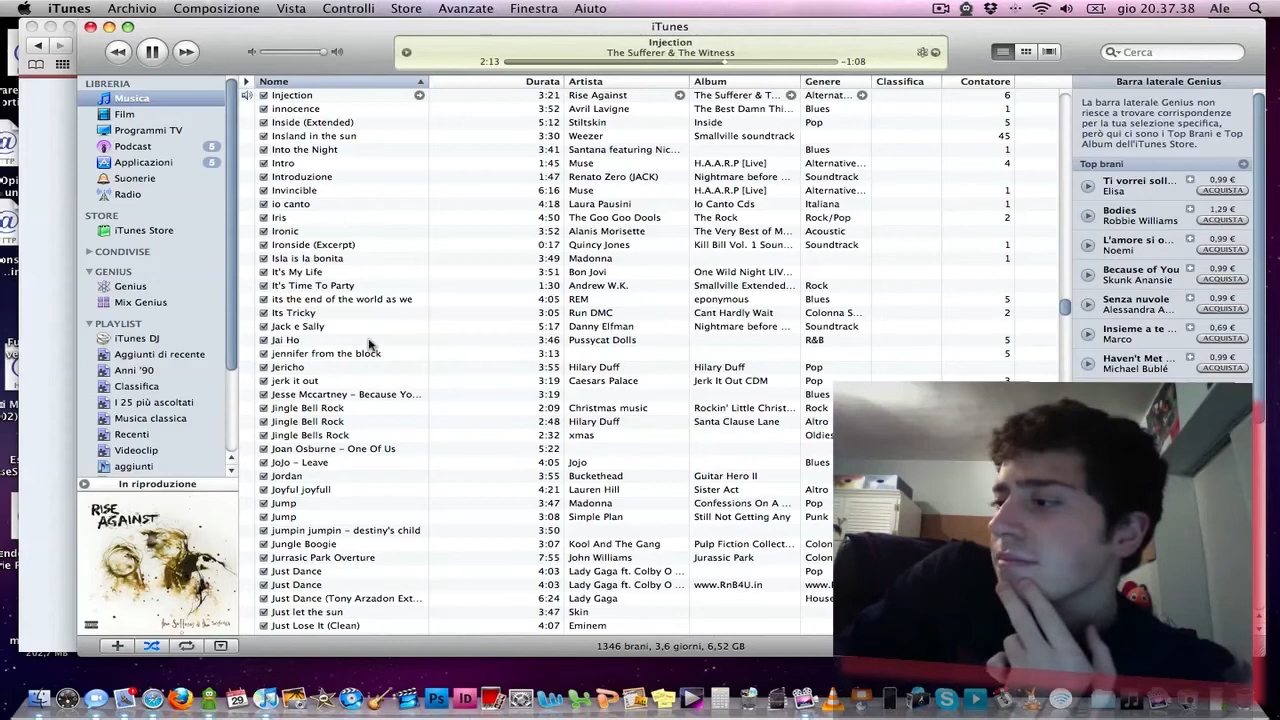 iTunes Archivio Composizione Vista Controlli Store Avanzate Finestra Aiuto gio 20.37.38 Ale
iTunes
Injection
The Sufferer & The Witness
2:13 -1:08
Cerca
LIBRERIA
Musica
Film
Programmi TV
Podcast 5
Applicazioni 5
Suonerie
Radio
STORE
iTunes Store
CONDIVISE
GENIUS
Genius
Mix Genius
PLAYLIST
iTunes DJ
Aggiunti di recente
Anni '90
Classifica
I 25 più ascoltati
Musica classica
Recenti
Videoclip
aggiunti
In riproduzione
RISE
AGAINST
Nome Durata Artista Album Genere Classifica Contatore
Injection 3:21 Rise Against The Sufferer & T... Alternat... 6
innocence 3:52 Avril Lavigne The Best Damn Thi... Blues 1
Inside (Extended) 5:12 Stiltskin Inside Pop 5
Insland in the sun 3:30 Weezer Smallville soundtrack 45
Into the Night 3:41 Santana featuring Nic... Blues 1
Intro 1:45 Muse H.A.A.R.P [Live] Alternative... 4
Introduzione 1:47 Renato Zero (JACK) Nightmare before ... Soundtrack
Invincible 6:16 Muse H.A.A.R.P [Live] Alternative... 1
io canto 4:18 Laura Pausini Io Canto Cds Italiana 1
Iris 4:50 The Goo Goo Dools The Rock Rock/Pop 2
Ironic 3:52 Alanis Morisette The Very Best of M... Acoustic
Ironside (Excerpt) 0:17 Quincy Jones Kill Bill Vol. 1 Soun... Soundtrack 1
Isla is la bonita 3:49 Madonna 1
It's My Life 3:51 Bon Jovi One Wild Night LIV...
It's Time To Party 1:30 Andrew W.K. Smallville Extended... Rock
its the end of the world as we 4:05 REM eponymous Blues 5
Its Tricky 3:05 Run DMC Cant Hardly Wait Colonna S... 2
Jack e Sally 5:17 Danny Elfman Nightmare before ... Soundtrack
Jai Ho 3:46 Pussycat Dolls R&B 5
jennifer from the block 3:13 5
Jericho 3:55 Hilary Duff Hilary Duff Pop
jerk it out 2:43 Caesars Palace Jerk It Out CDM Pop
Jesse Mccartney - Because Yo... 3:19 Blues
Jingle Bell Rock 2:09 Christmas music Rockin' Little Christ... Rock
Jingle Bell Rock 2:48 Hilary Duff Santa Clause Lane Altro
Jingle Bells Rock 2:32 xmas Oldies
Joan Osburne - One Of Us 5:22
JoJo - Leave 4:05 Jojo Blues
Jordan 3:55 Buckethead Guitar Hero II
Joyful joyfull 4:21 Lauren Hill Sister Act Altro
Jump 3:44 Madonna Confessions On A ... Pop
Jump 3:08 Simple Plan Still Not Getting Any Punk
jumpin jumpin - destiny's child 3:50
Jungle Boogie 3:07 Kool And The Gang Pulp Fiction Collect... Colon
Jurrasic Park Overture 7:55 John Williams Jurassic Park Colon
Just Dance 4:03 Lady Gaga ft. Colby O ... Pop
Just Dance 4:03 Lady Gaga ft. Colby O ... www.RnB4U.in www.
Just Dance (Tony Arzadon Ext... 6:24 Lady Gaga House
Just let the sun 3:47 Skin
Just Lose It (Clean) 4:07 Eminem
1346 brani, 3,6 giorni, 6,52 GB
Barra laterale Genius
La barra laterale Genius non
riesce a trovare corrispondenze
per la tua selezione specifica,
però qui ci sono i Top Brani e Top
Album dell'iTunes Store.
Top brani
Ti vorrei soll... 0,99 €
Elisa ACQUISTA
Bodies 1,29 €
Robbie Williams ACQUISTA
L'amore si o... 0,99 €
Noemi ACQUISTA
Because of You 0,99 €
Skunk Anansie ACQUISTA
Senza nuvole 0,99 €
Alessandra A... ACQUISTA
Insieme a te ... 0,69 €
Marco ACQUISTA
Haven't Met ... 0,99 €
Michael Bublé ACQUISTA